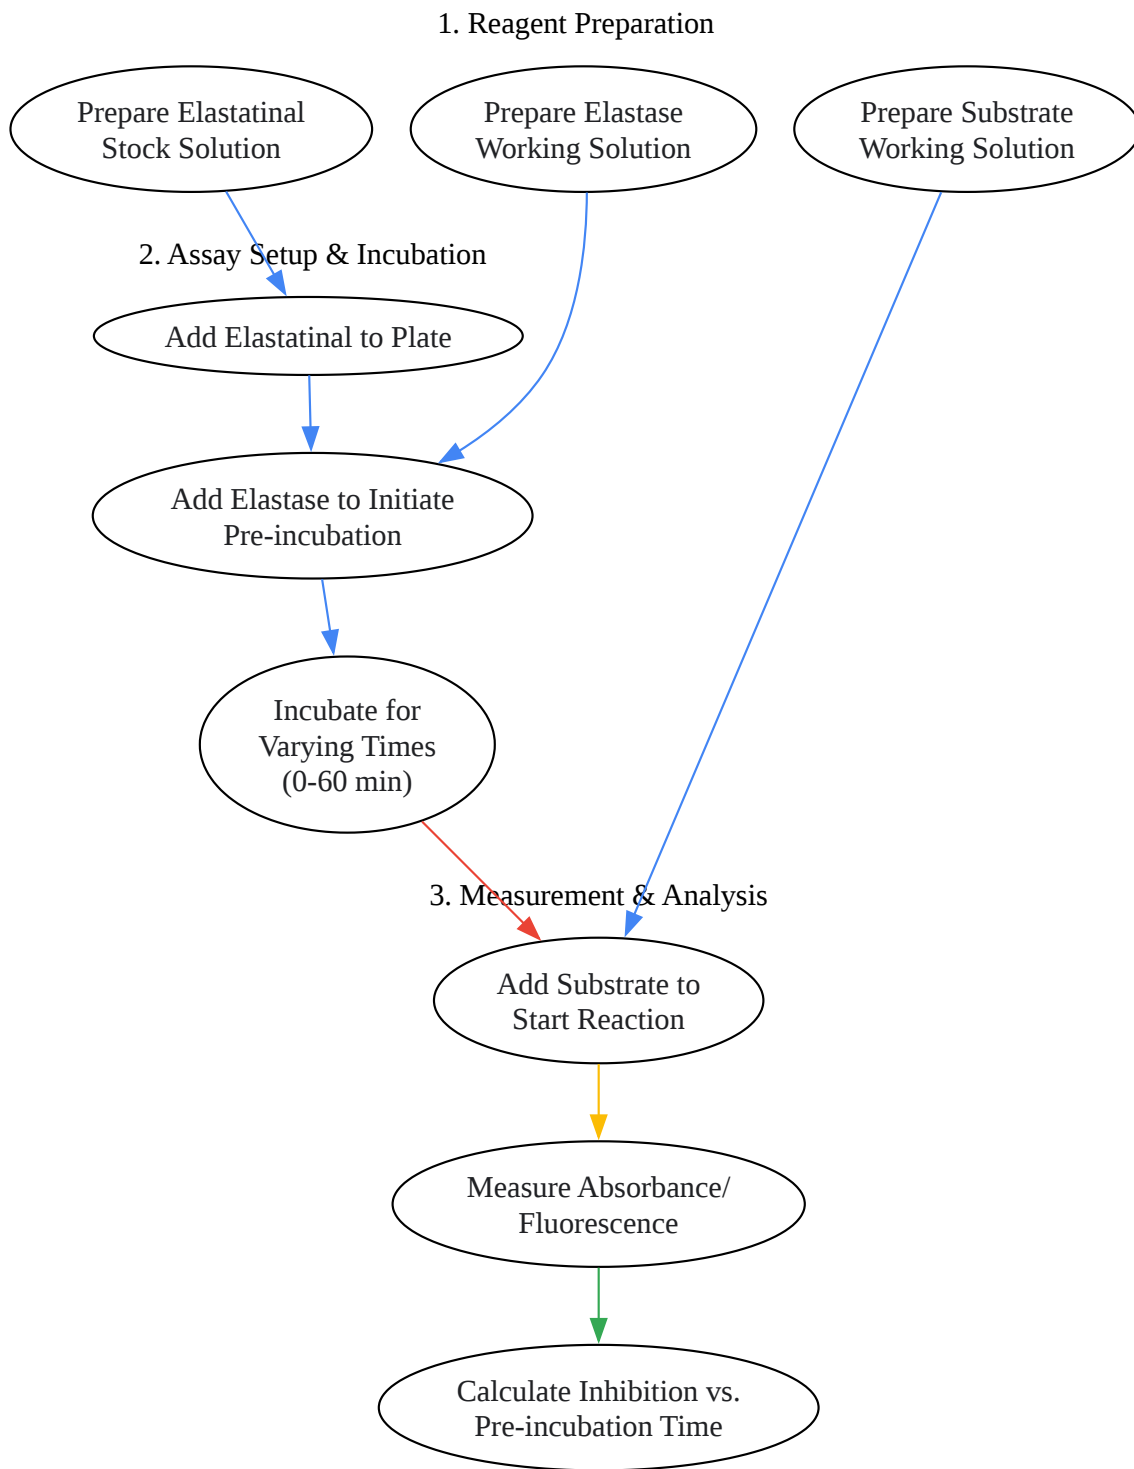 1. Reagent Preparation
Prepare Elastatinal
Stock Solution
Prepare Elastase
Working Solution
Prepare Substrate
Working Solution
2. Assay Setup & Incubation
Add Elastatinal to Plate
Add Elastase to Initiate
Pre-incubation
Incubate for
Varying Times
(0-60 min)
3. Measurement & Analysis
Add Substrate to
Start Reaction
Measure Absorbance/
Fluorescence
Calculate Inhibition vs.
Pre-incubation Time